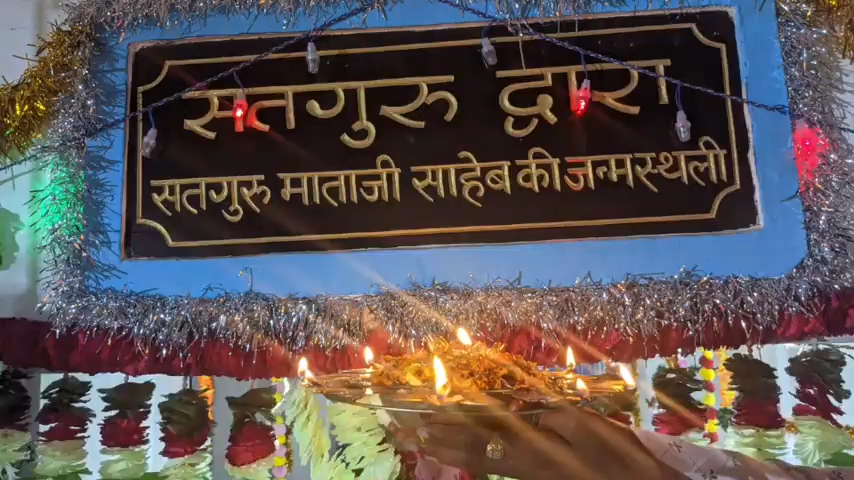 सतगुरु द्वारा
सतगुरु माताजी साहेब की जन्मस्थली